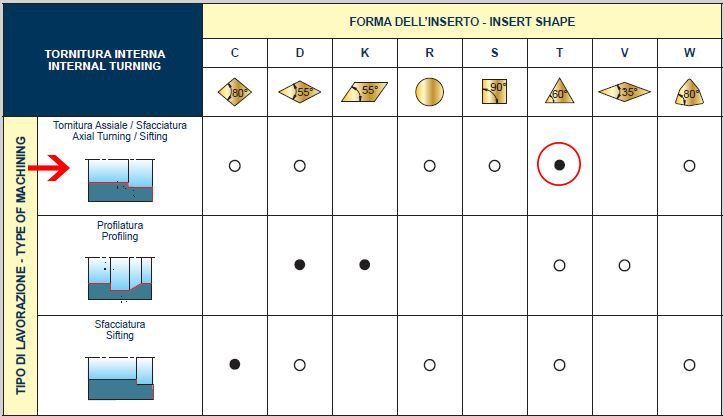 TORNITURA INTERNA
INTERNAL TURNING
FORMA DELL'INSERTO - INSERT SHAPE
C D K R S T V W
80° 55° 55° 90° 60° 35° 80°
TIPO DI LAVORAZIONE - TYPE OF MACHINING
Tornitura Assiale / Sfacciatura
Axial Turning / Sifting
Profilatura
Profiling
Sfacciatura
Sifting